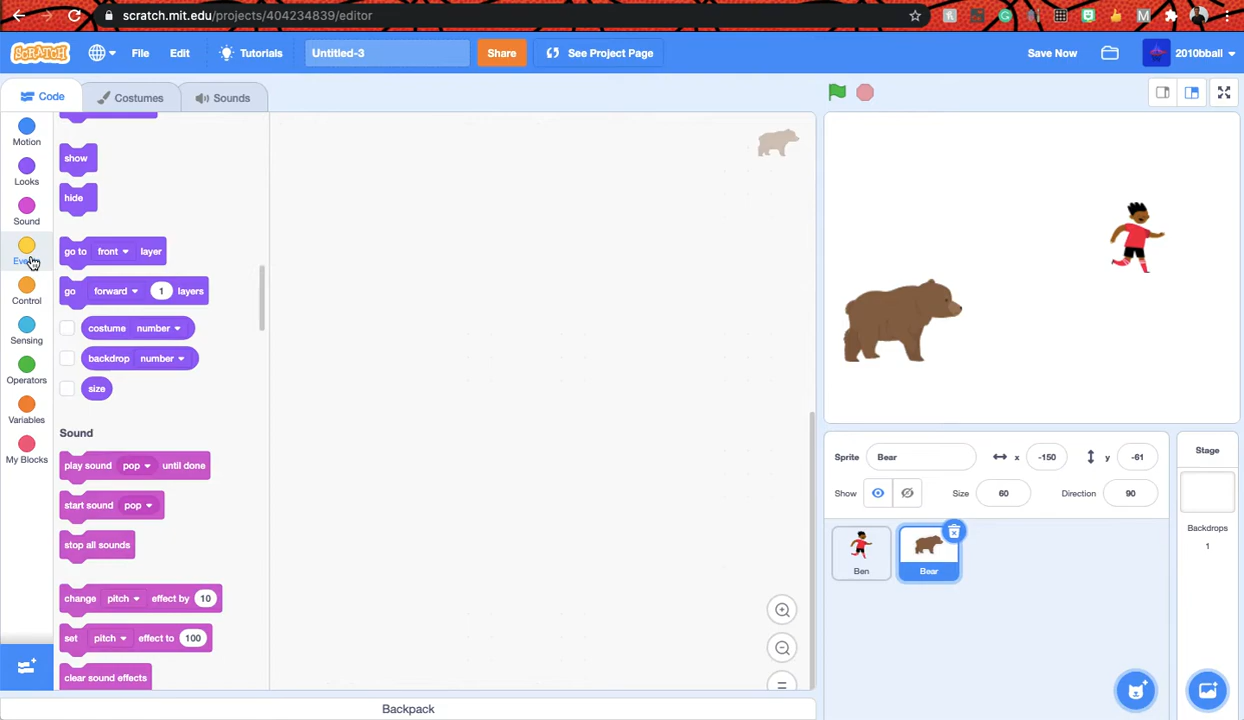 scratch.mit.edu/projects/404234839/editor
SCRATCH File Edit Tutorials Untitled-3 Share See Project Page Save Now 2010bball
Code Costumes Sounds
Motion
Looks
Sound
Control
Sensing
Operators
Variables
My Blocks
show
hide
go to front layer
go forward 1 layers
costume number
backdrop number
size
Sound
play sound pop until done
start sound pop
stop all sounds
change pitch effect by 10
set pitch effect to 100
clear sound effects
Sprite Bear x -150 y -61
Show Size 60 Direction 90
Ben
Bear
Stage
Backdrops
1
Backpack